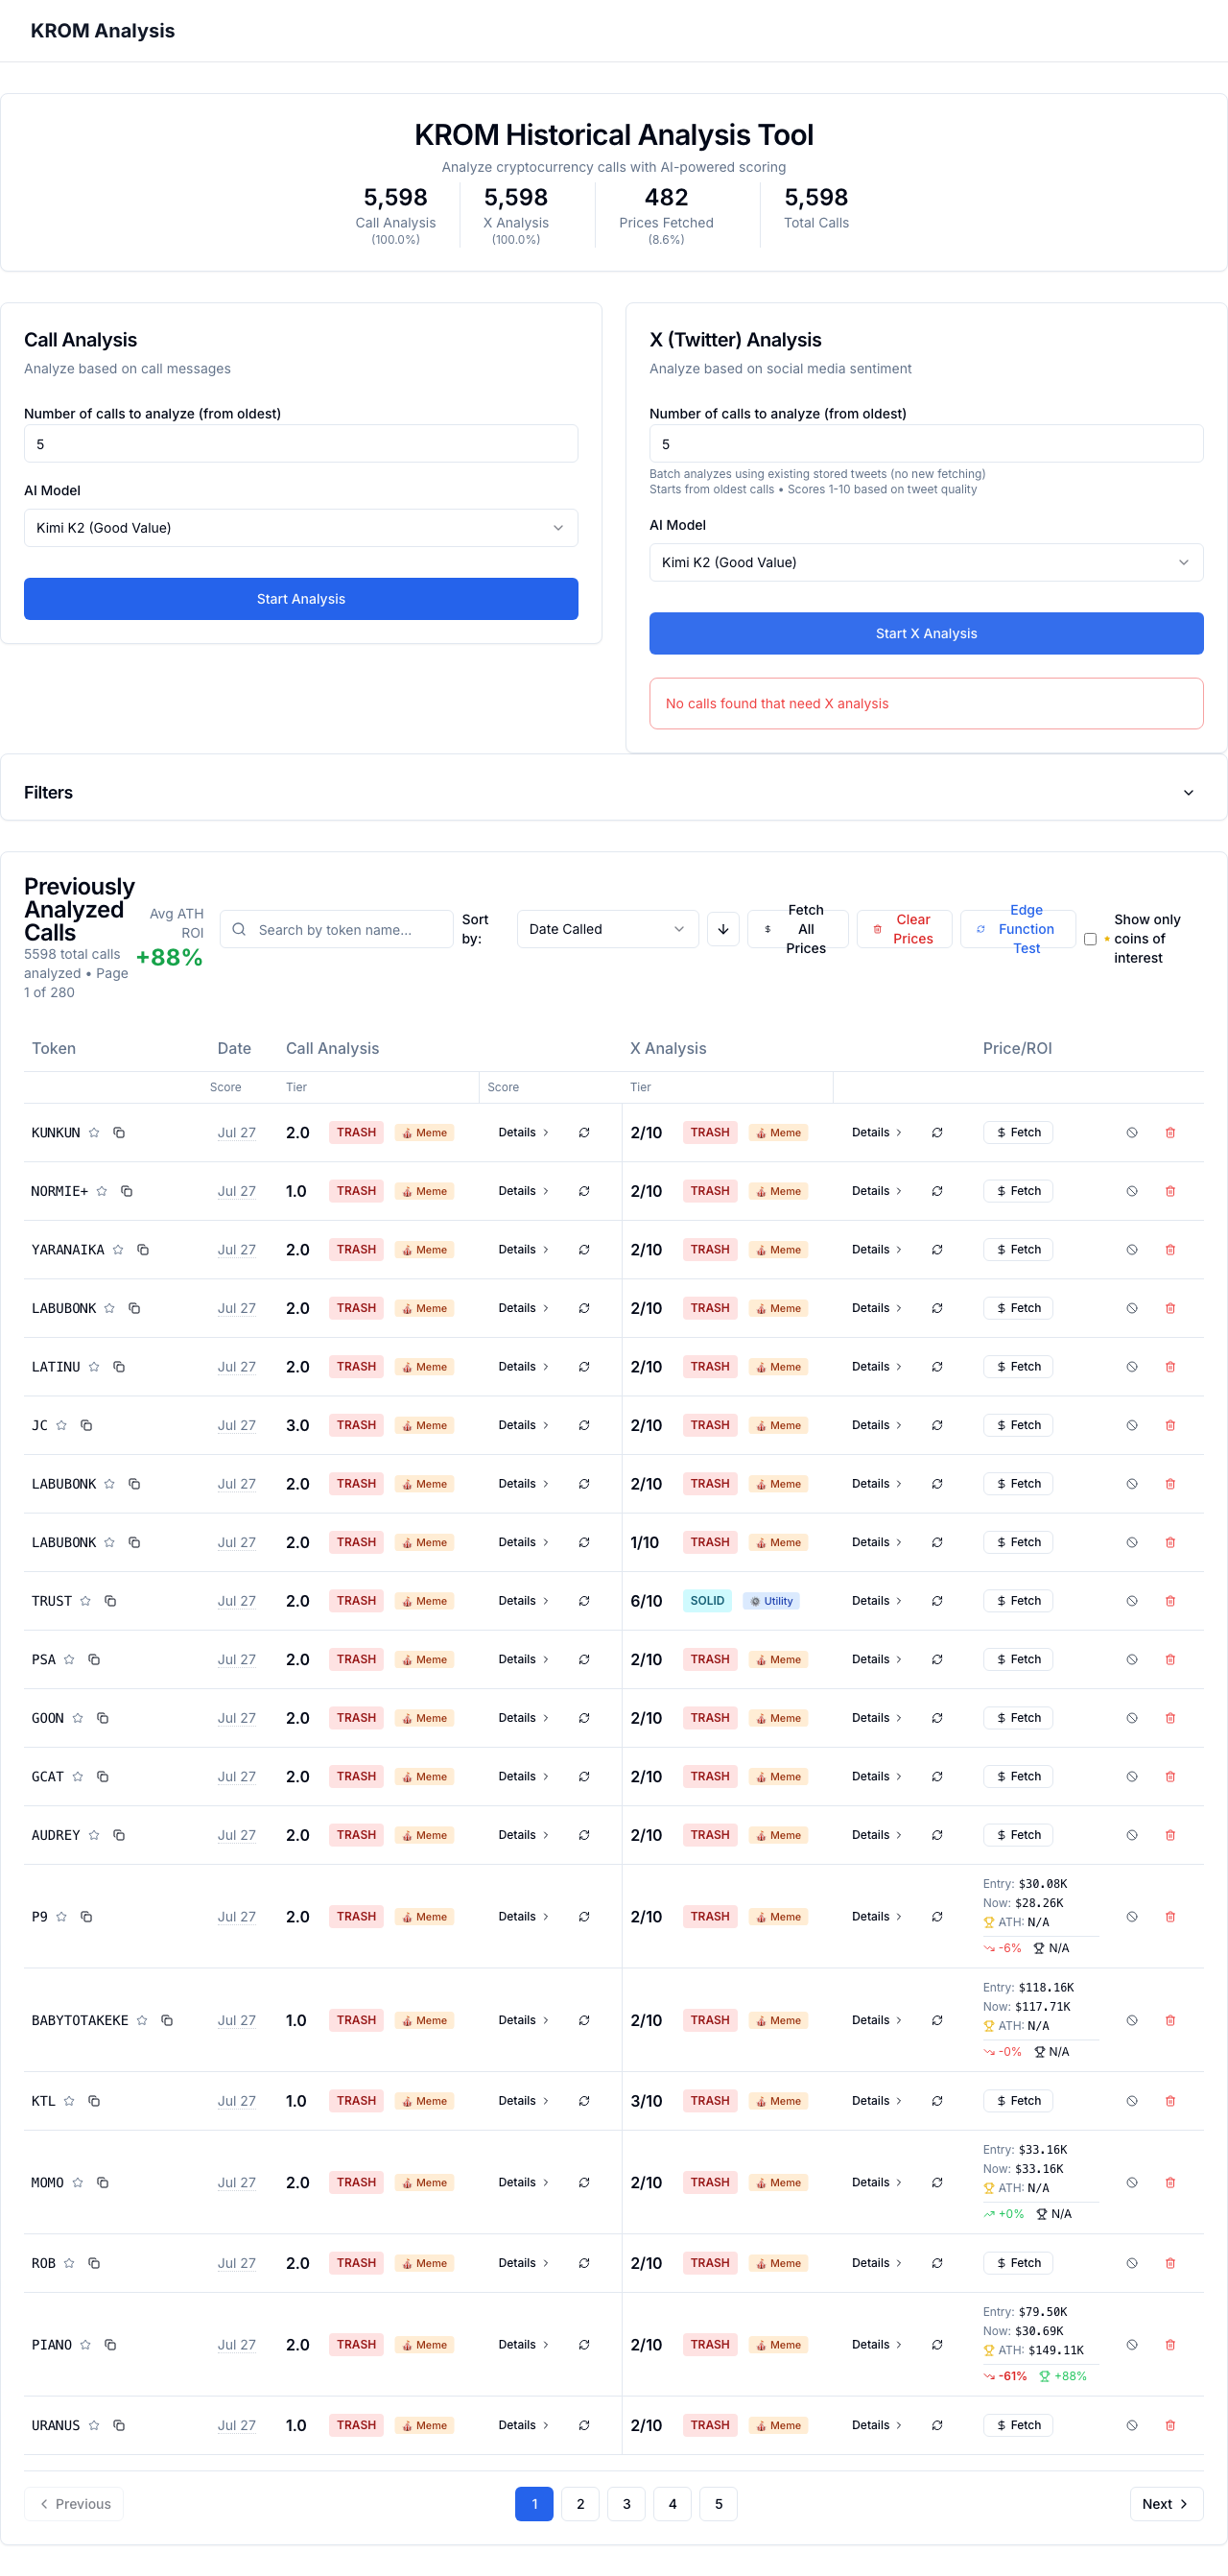 KROM Analysis
KROM Historical Analysis Tool
Analyze cryptocurrency calls with AI-powered scoring
5,598 5,598 482 5,598
Call Analysis X Analysis Prices Fetched Total Calls
(100.0%) (100.0%) (8.6%)
Call Analysis
Analyze based on call messages
Number of calls to analyze (from oldest)
5
AI Model
Kimi K2 (Good Value)
Start Analysis
X (Twitter) Analysis
Analyze based on social media sentiment
Number of calls to analyze (from oldest)
5
Batch analyzes using existing stored tweets (no new fetching)
Starts from oldest calls • Scores 1-10 based on tweet quality
AI Model
Kimi K2 (Good Value)
Start X Analysis
No calls found that need X analysis
Filters
Previously
Analyzed
Calls
5598 total calls
analyzed • Page
1 of 280
Avg ATH
ROI
+88%
Search by token name...
Sort
by:
Date Called
Fetch
All
Prices
Clear
Prices
Edge
Function
Test
Show only
coins of
interest
Token Date Call Analysis X Analysis Price/ROI
Score Tier Score Tier
KUNKUN Jul 27 2.0 TRASH Meme Details 2/10 TRASH Meme Details Fetch
NORMIE+ Jul 27 1.0 TRASH Meme Details 2/10 TRASH Meme Details Fetch
YARANAIKA Jul 27 2.0 TRASH Meme Details 2/10 TRASH Meme Details Fetch
LABUBONK Jul 27 2.0 TRASH Meme Details 2/10 TRASH Meme Details Fetch
LATINU Jul 27 2.0 TRASH Meme Details 2/10 TRASH Meme Details Fetch
JC Jul 27 3.0 TRASH Meme Details 2/10 TRASH Meme Details Fetch
LABUBONK Jul 27 2.0 TRASH Meme Details 2/10 TRASH Meme Details Fetch
LABUBONK Jul 27 2.0 TRASH Meme Details 1/10 TRASH Meme Details Fetch
TRUST Jul 27 2.0 TRASH Meme Details 6/10 SOLID Utility Details Fetch
PSA Jul 27 2.0 TRASH Meme Details 2/10 TRASH Meme Details Fetch
GOON Jul 27 2.0 TRASH Meme Details 2/10 TRASH Meme Details Fetch
GCAT Jul 27 2.0 TRASH Meme Details 2/10 TRASH Meme Details Fetch
AUDREY Jul 27 2.0 TRASH Meme Details 2/10 TRASH Meme Details Fetch
P9 Jul 27 2.0 TRASH Meme Details 2/10 TRASH Meme Details
Entry: $30.08K
Now: $28.26K
ATH: N/A
-6% N/A
BABYTOTAKEKE Jul 27 1.0 TRASH Meme Details 2/10 TRASH Meme Details
Entry: $118.16K
Now: $117.71K
ATH: N/A
-0% N/A
KTL Jul 27 1.0 TRASH Meme Details 3/10 TRASH Meme Details Fetch
MOMO Jul 27 2.0 TRASH Meme Details 2/10 TRASH Meme Details
Entry: $33.16K
Now: $33.16K
ATH: N/A
+0% N/A
ROB Jul 27 2.0 TRASH Meme Details 2/10 TRASH Meme Details Fetch
PIANO Jul 27 2.0 TRASH Meme Details 2/10 TRASH Meme Details
Entry: $79.50K
Now: $30.69K
ATH: $149.11K
-61% +88%
URANUS Jul 27 1.0 TRASH Meme Details 2/10 TRASH Meme Details Fetch
Previous 1 2 3 4 5 Next